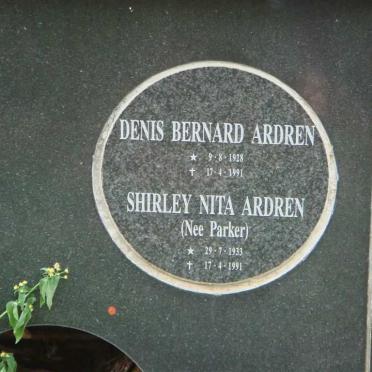 DENIS BERNARD ARDREN
★ 9 - 8 - 1928
✝ 17 - 4 - 1991
SHIRLEY NITA ARDREN
(Nee Parker)
★ 29 - 7 - 1933
✝ 17 - 4 - 1991